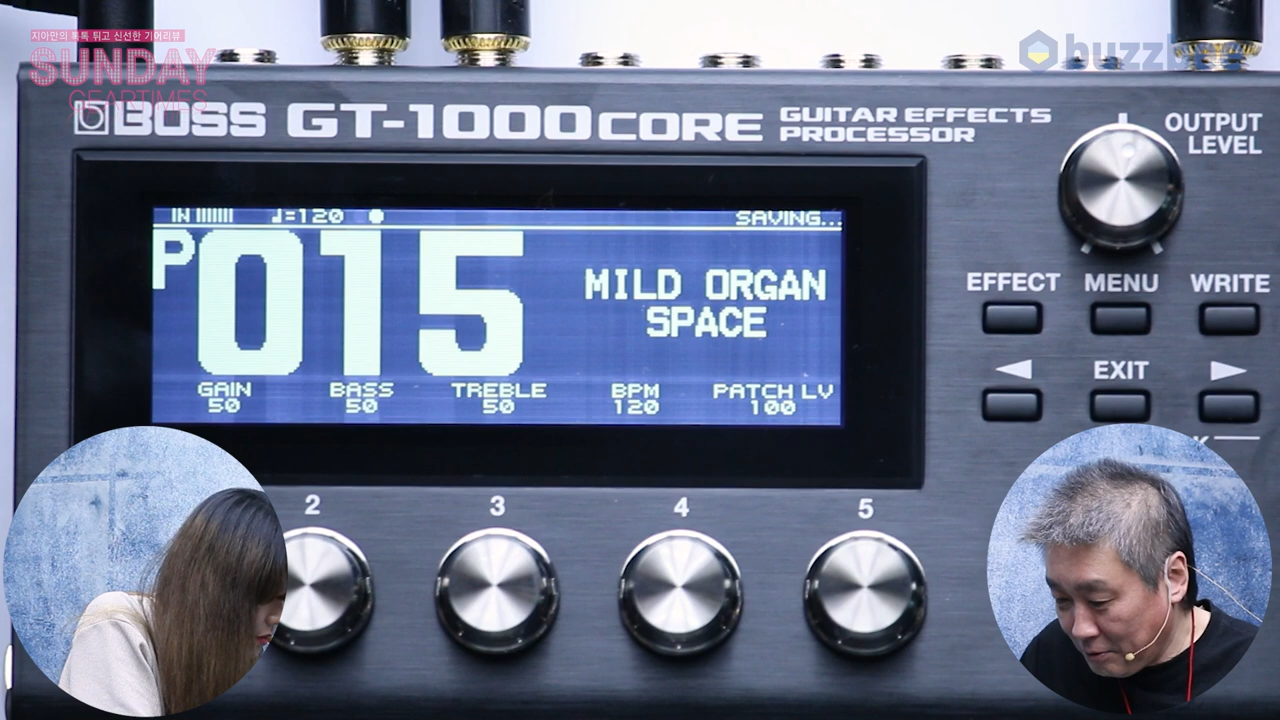 지아만의 톡톡 튀고 신선한 기어리뷰
SUNDAY
GEARTIMES
buzzbee
BOSS GT-1000CORE GUITAR EFFECTS PROCESSOR
OUTPUT LEVEL
IN ♩=120 SAVING...
P015
MILD ORGAN
SPACE
GAIN BASS TREBLE BPM PATCH LV
50 50 50 120 100
EFFECT MENU WRITE
EXIT
K
2 3 4 5